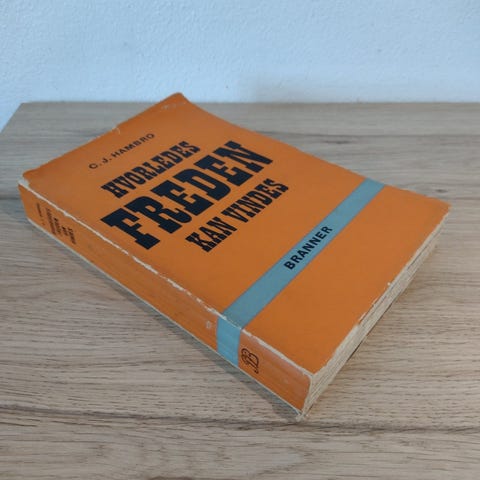 C. J. HAMBRO
HVORLEDES
FREDEN
KAN VINDES
BRANNER